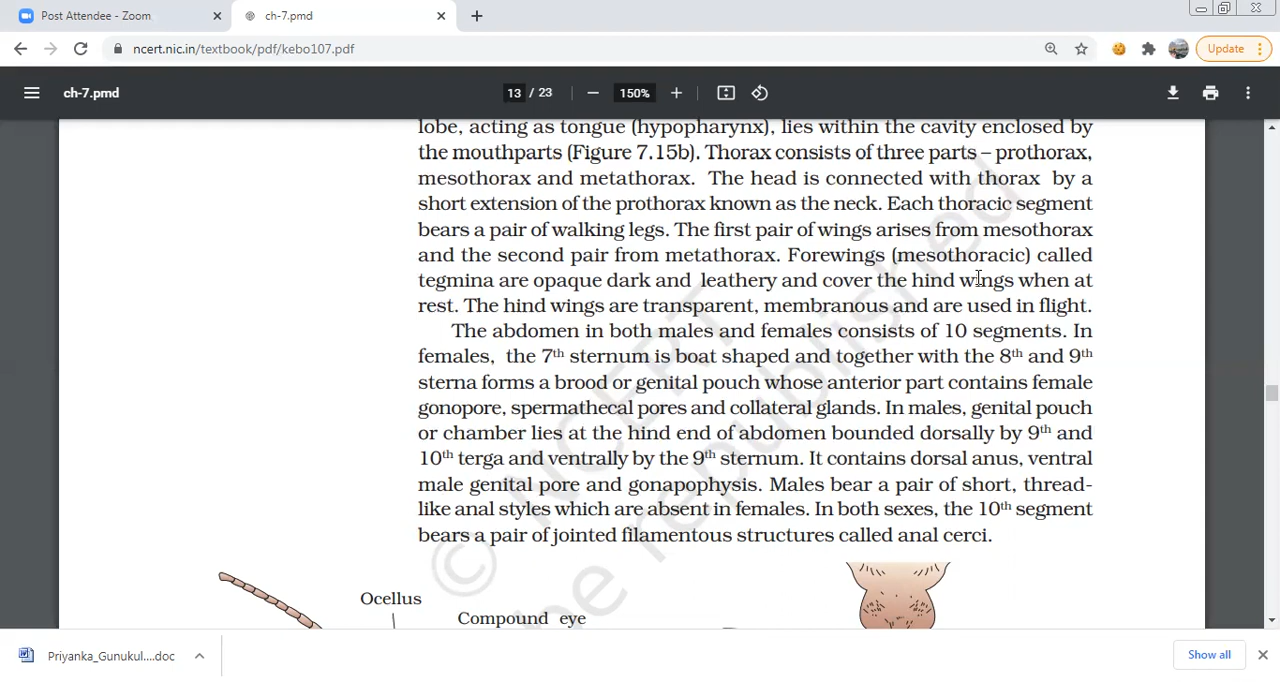 Post Attendee - Zoom
ch-7.pmd
ncert.nic.in/textbook/pdf/kebo107.pdf
Update
ch-7.pmd
13 / 23
150%
lobe, acting as tongue (hypopharynx), lies within the cavity enclosed by
the mouthparts (Figure 7.15b). Thorax consists of three parts – prothorax,
mesothorax and metathorax. The head is connected with thorax by a
short extension of the prothorax known as the neck. Each thoracic segment
bears a pair of walking legs. The first pair of wings arises from mesothorax
and the second pair from metathorax. Forewings (mesothoracic) called
tegmina are opaque dark and leathery and cover the hind wings when at
rest. The hind wings are transparent, membranous and are used in flight.
The abdomen in both males and females consists of 10 segments. In
females, the 7th sternum is boat shaped and together with the 8th and 9th
sterna forms a brood or genital pouch whose anterior part contains female
gonopore, spermathecal pores and collateral glands. In males, genital pouch
or chamber lies at the hind end of abdomen bounded dorsally by 9th and
10th terga and ventrally by the 9th sternum. It contains dorsal anus, ventral
male genital pore and gonapophysis. Males bear a pair of short, thread-
like anal styles which are absent in females. In both sexes, the 10th segment
bears a pair of jointed filamentous structures called anal cerci.
© NCERT
be republished
Ocellus
Compound eye
Priyanka_Gunukul....doc
Show all